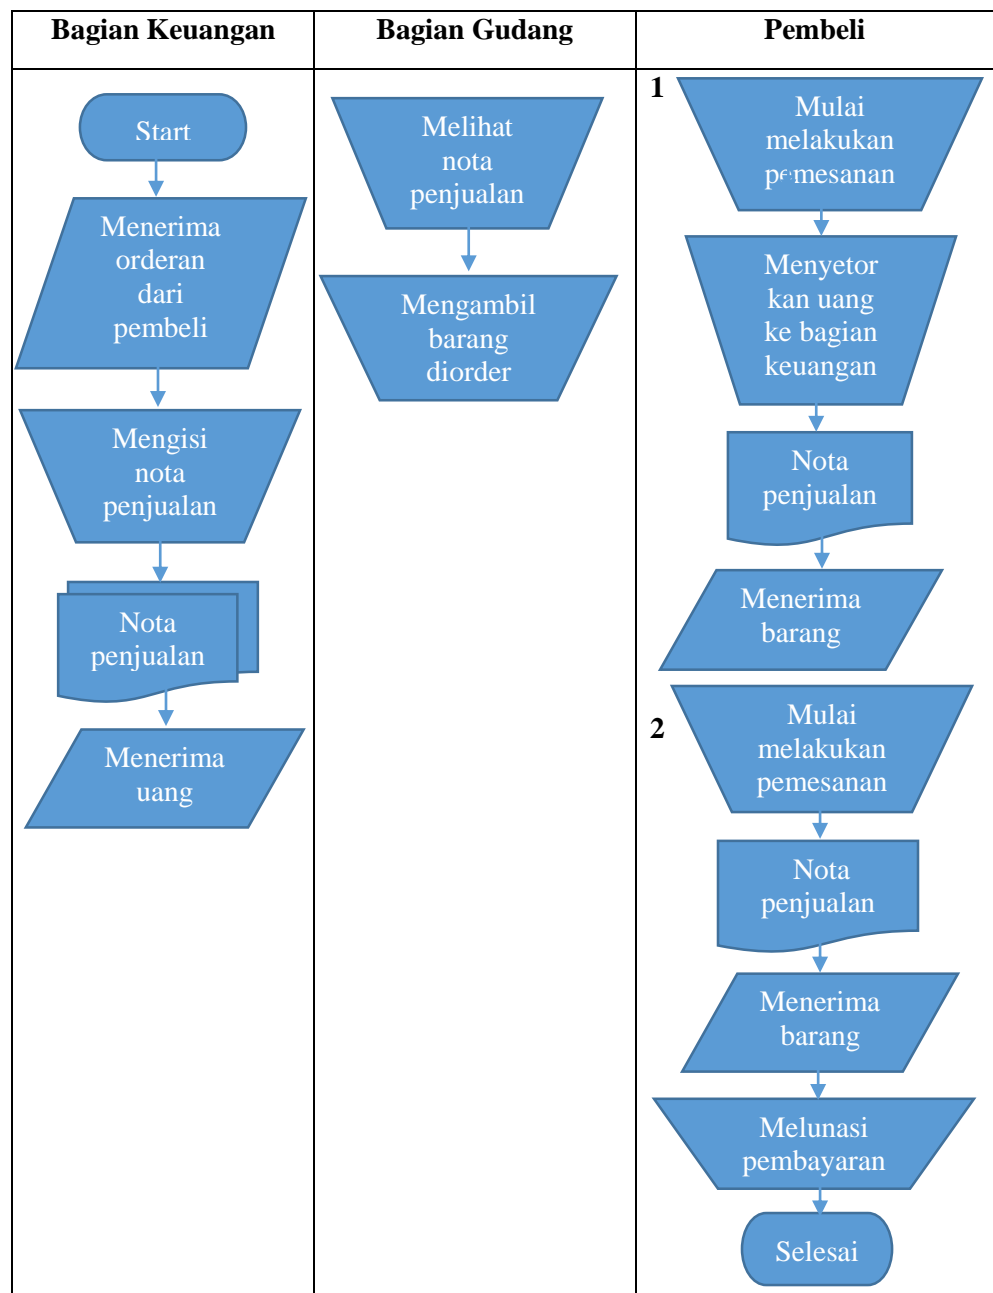 Bagian Keuangan
Bagian Gudang
Pembeli
Start
Menerima
orderan
dari
pembeli
Mengisi
nota
penjualan
Nota
penjualan
Menerima
uang
Melihat
nota
penjualan
Mengambil
barang
diorder
1
Mulai
melakukan
pemesanan
Menyetor
kan uang
ke bagian
keuangan
Nota
penjualan
Menerima
barang
2
Mulai
melakukan
pemesanan
Nota
penjualan
Menerima
barang
Melunasi
pembayaran
Selesai